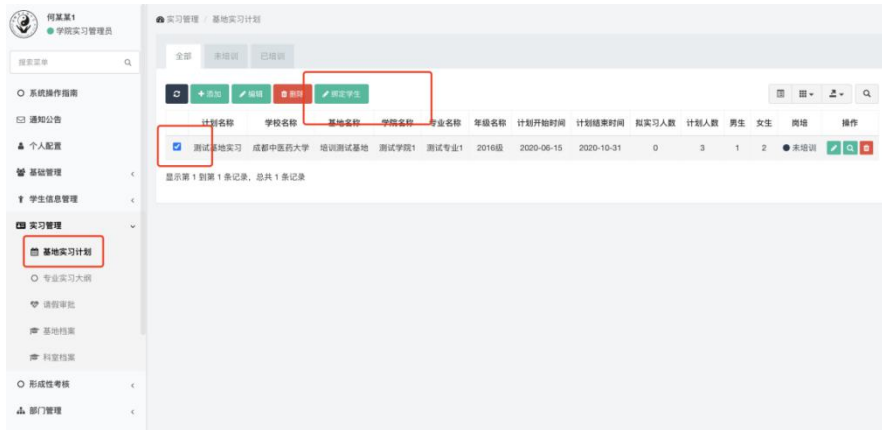 何某某1
学院实习管理员
实习管理 / 基地实习计划
搜索菜单
全部 未培训 已培训
添加 编辑 删除 绑定学生
系统操作指南
通知公告
个人配置
基础管理
学生信息管理
实习管理
基地实习计划
专业实习大纲
请假审批
基地档案
科室档案
形成性考核
部门管理
计划名称 学校名称 基地名称 学院名称 专业名称 年级名称 计划开始时间 计划结束时间 拟实习人数 计划人数 男生 女生 岗培 操作
测试基地实习 成都中医药大学 培训测试基地 测试学院1 测试专业1 2016级 2020-06-15 2020-10-31 0 3 1 2 未培训
显示第 1 到第 1 条记录，总共 1 条记录